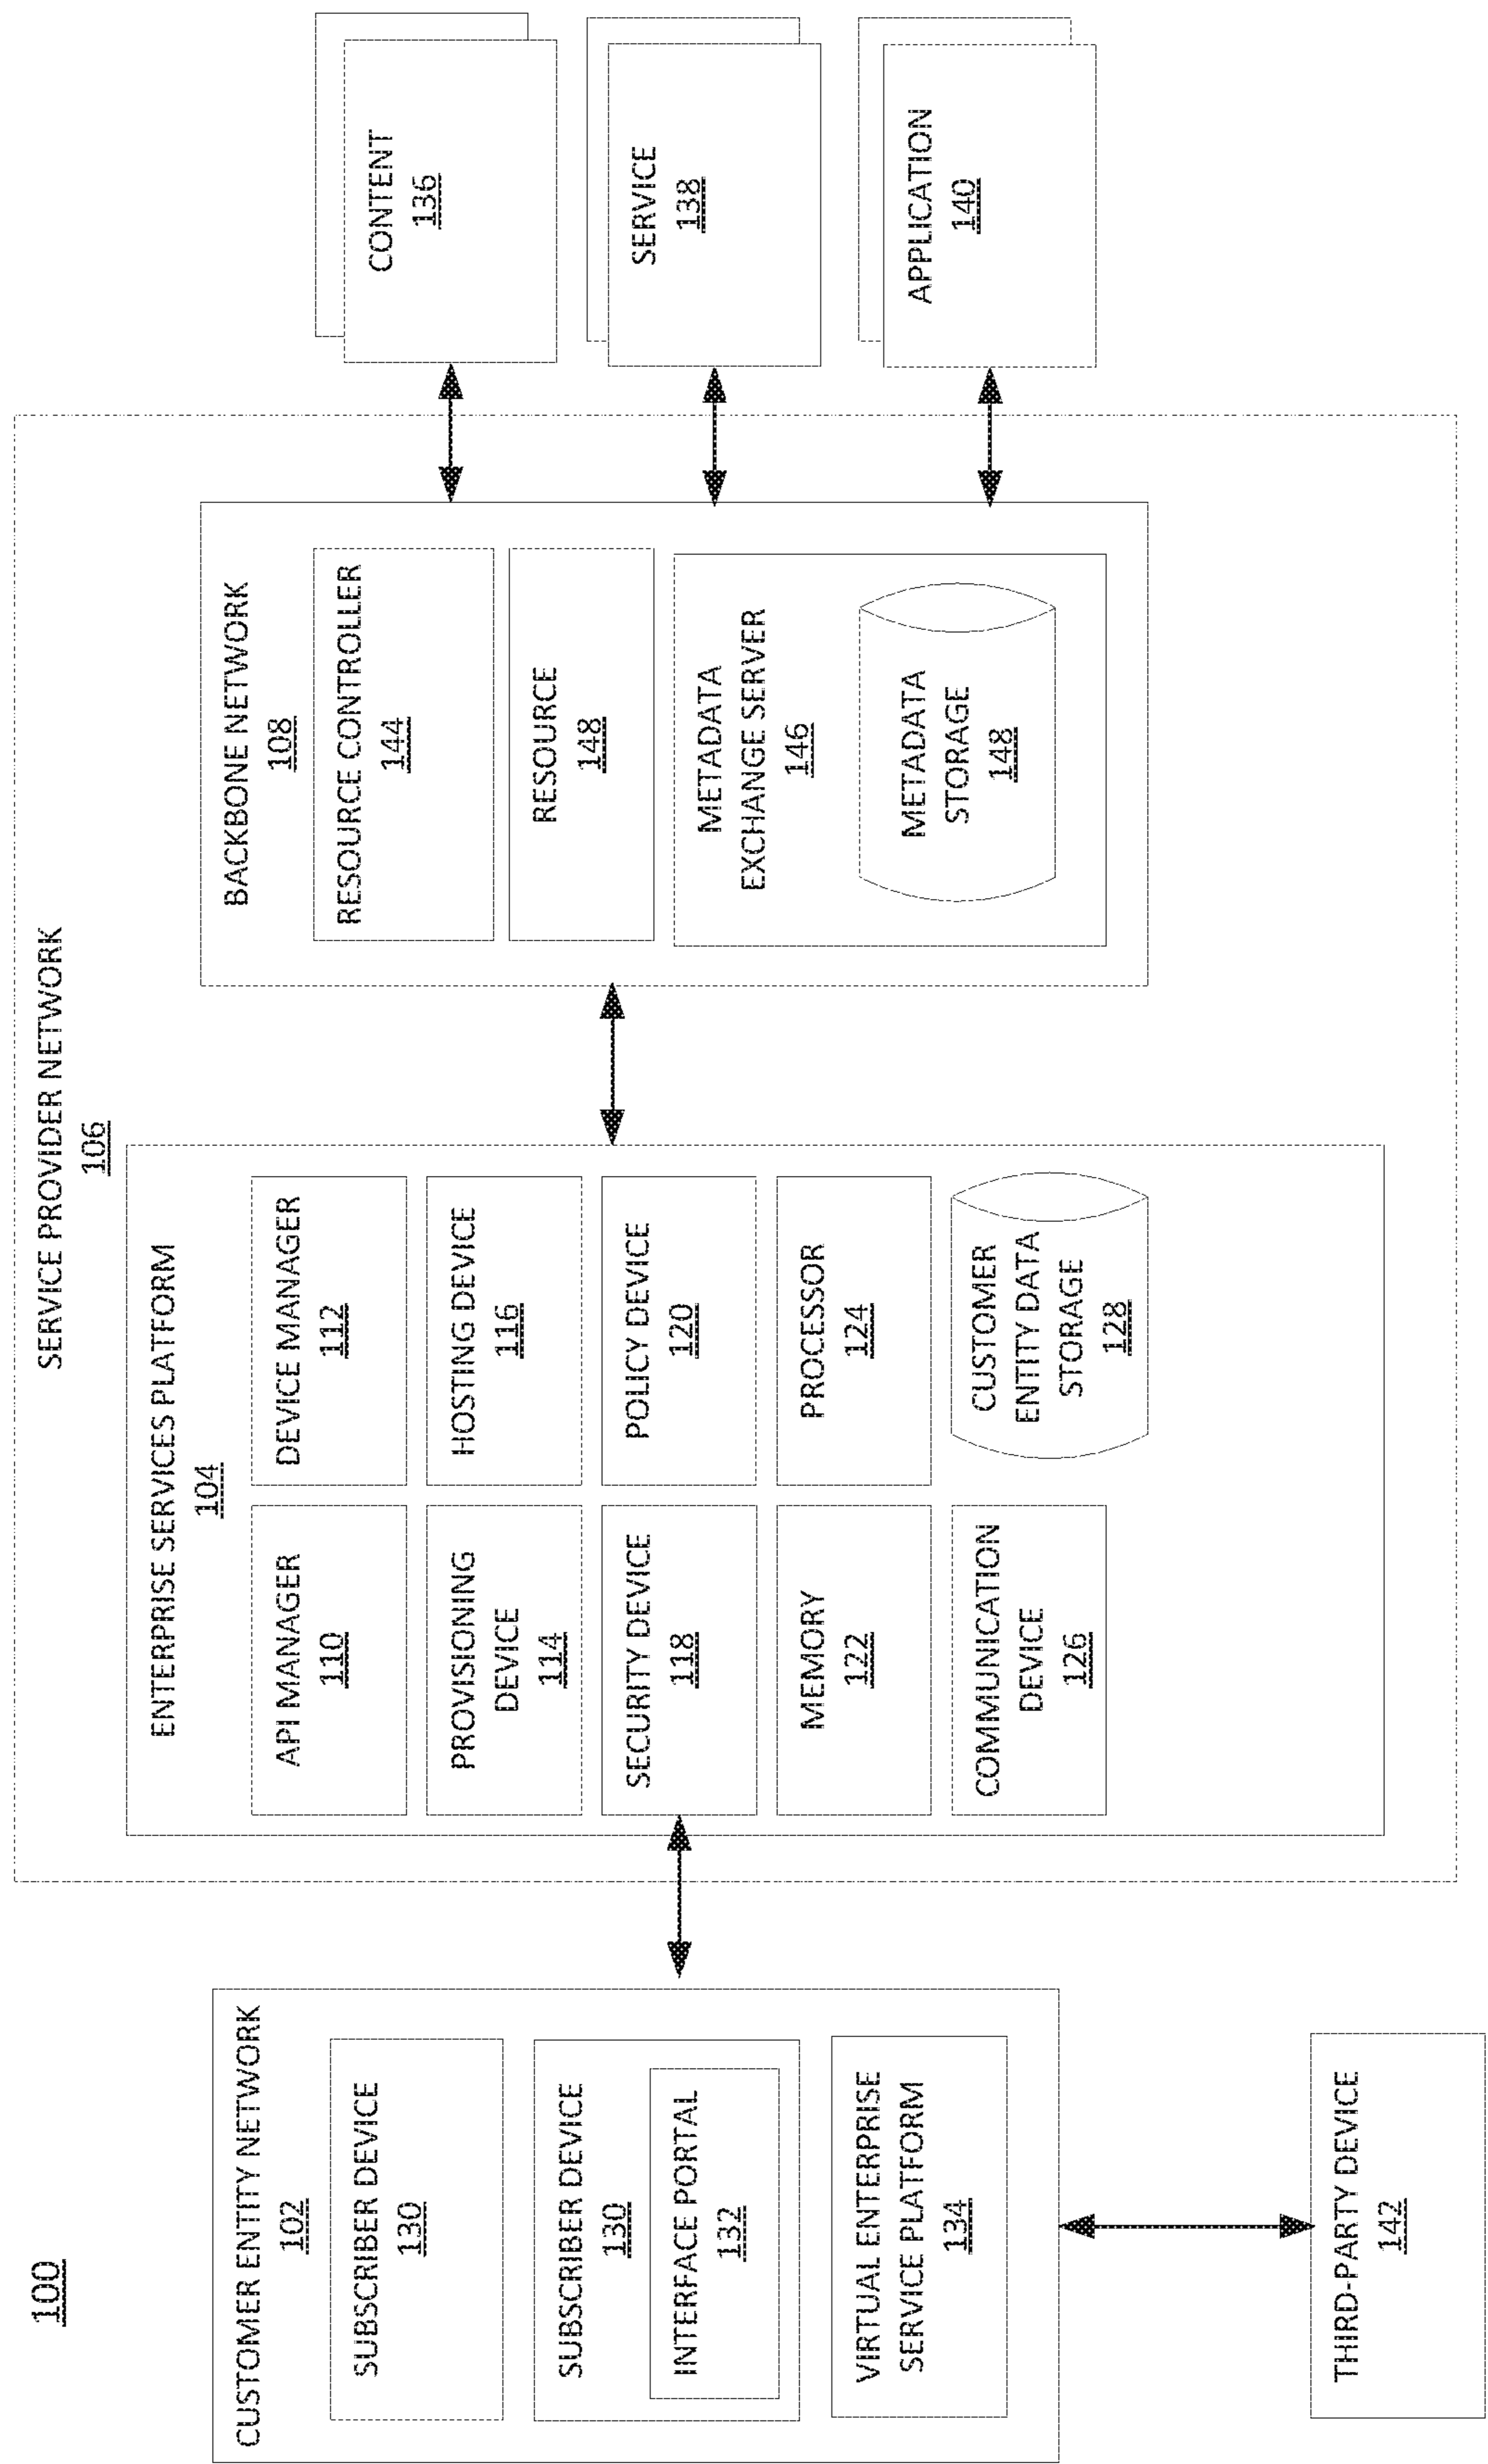 100
CUSTOMER ENTITY NETWORK
102
SUBSCRIBER DEVICE
130
SUBSCRIBER DEVICE
130
INTERFACE PORTAL
132
VIRTUAL ENTERPRISE
SERVICE PLATFORM
134
THIRD-PARTY DEVICE
142
SERVICE PROVIDER NETWORK
106
ENTERPRISE SERVICES PLATFORM
104
API MANAGER
110
DEVICE MANAGER
112
PROVISIONING
DEVICE
114
HOSTING DEVICE
116
SECURITY DEVICE
118
POLICY DEVICE
120
MEMORY
122
PROCESSOR
124
COMMUNICATION
DEVICE
126
CUSTOMER
ENTITY DATA
STORAGE
128
BACKBONE NETWORK
108
RESOURCE CONTROLLER
144
RESOURCE
148
METADATA
EXCHANGE SERVER
146
METADATA
STORAGE
148
CONTENT
136
SERVICE
138
APPLICATION
140